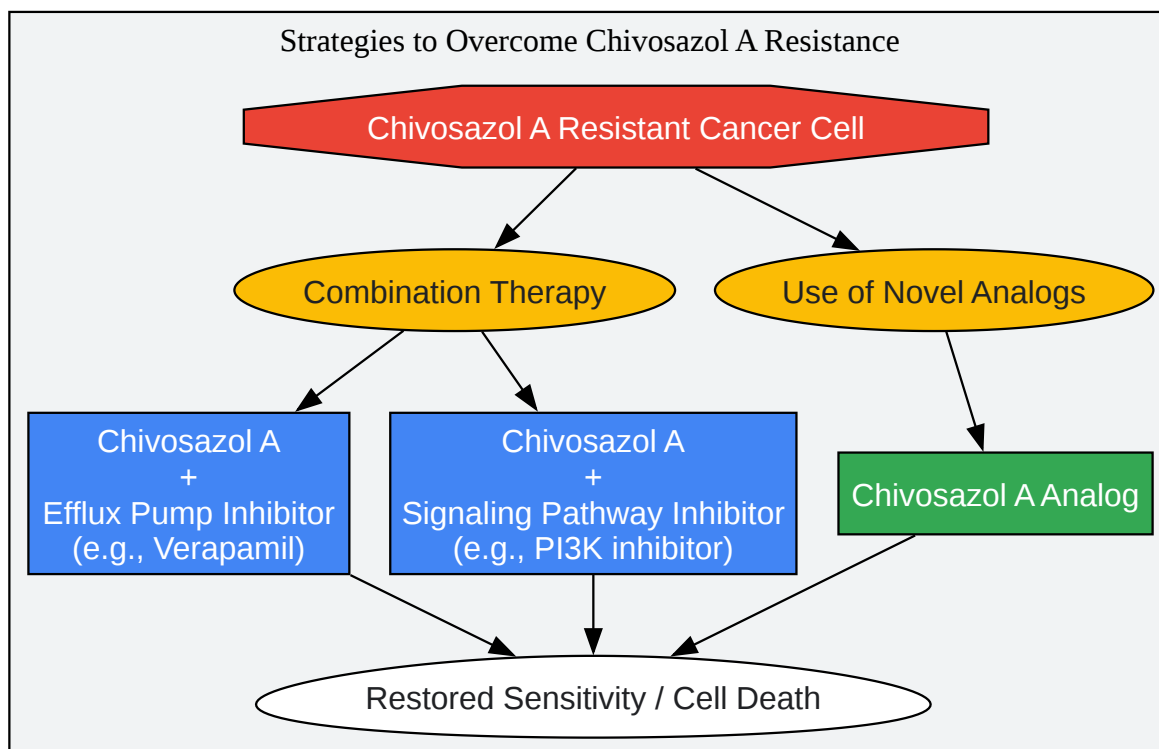 Strategies to Overcome Chivosazol A Resistance
Chivosazol A Resistant Cancer Cell
Combination Therapy
Use of Novel Analogs
Chivosazol A
+
Efflux Pump Inhibitor
(e.g., Verapamil)
Chivosazol A
+
Signaling Pathway Inhibitor
(e.g., PI3K inhibitor)
Chivosazol A Analog
Restored Sensitivity / Cell Death